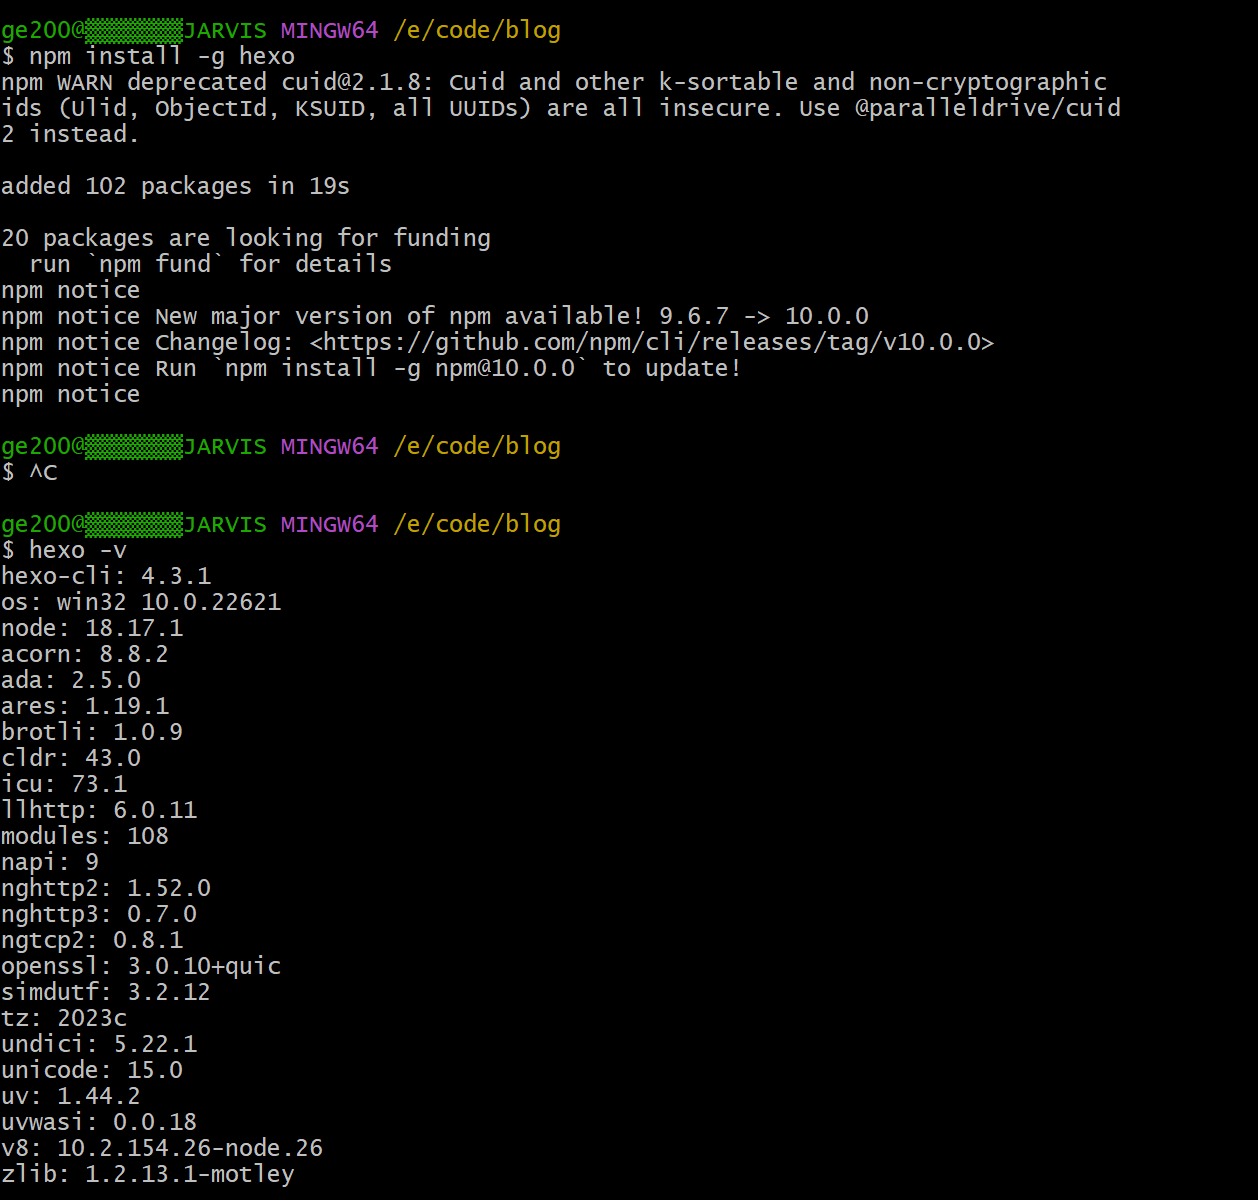 ge200@▒▒▒▒▒▒▒JARVIS MINGW64 /e/code/blog
$ npm install -g hexo
npm WARN deprecated cuid@2.1.8: Cuid and other k-sortable and non-cryptographic
ids (Ulid, ObjectId, KSUID, all UUIDs) are all insecure. Use @paralleldrive/cuid
2 instead.
added 102 packages in 19s
20 packages are looking for funding
  run `npm fund` for details
npm notice
npm notice New major version of npm available! 9.6.7 -> 10.0.0
npm notice Changelog: <https://github.com/npm/cli/releases/tag/v10.0.0>
npm notice Run `npm install -g npm@10.0.0` to update!
npm notice
ge200@▒▒▒▒▒▒▒JARVIS MINGW64 /e/code/blog
$ ^C
ge200@▒▒▒▒▒▒▒JARVIS MINGW64 /e/code/blog
$ hexo -v
hexo-cli: 4.3.1
os: win32 10.0.22621
node: 18.17.1
acorn: 8.8.2
ada: 2.5.0
ares: 1.19.1
brotli: 1.0.9
cldr: 43.0
icu: 73.1
llhttp: 6.0.11
modules: 108
napi: 9
nghttp2: 1.52.0
nghttp3: 0.7.0
ngtcp2: 0.8.1
openssl: 3.0.10+quic
simdutf: 3.2.12
tz: 2023c
undici: 5.22.1
unicode: 15.0
uv: 1.44.2
uvwasi: 0.0.18
v8: 10.2.154.26-node.26
zlib: 1.2.13.1-motley